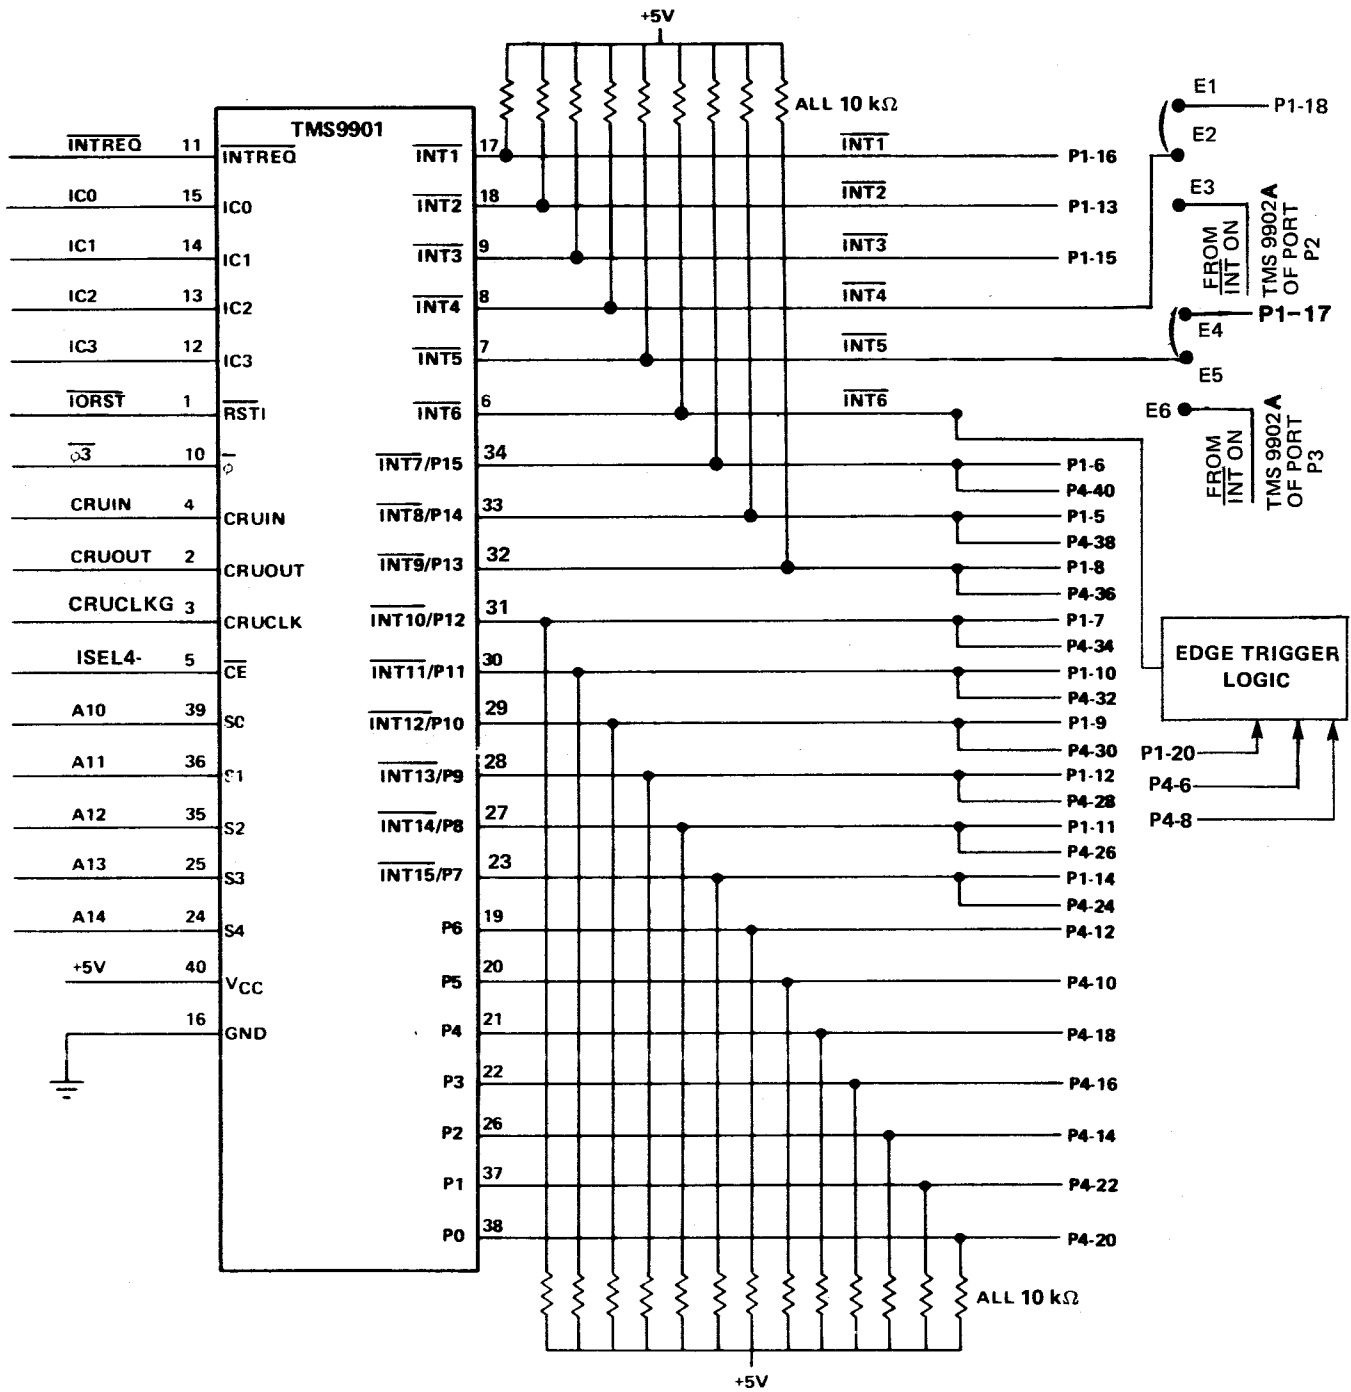 +5V
ALL 10 kΩ
TMS9901
INTREQ 11 INTREQ
IC0 15 IC0
IC1 14 IC1
IC2 13 IC2
IC3 12 IC3
IORST 1 RSTI
φ3 10 φ
CRUIN 4 CRUIN
CRUOUT 2 CRUOUT
CRUCLKG 3 CRUCLK
ISEL4- 5 CE
A10 39 S0
A11 36 S1
A12 35 S2
A13 25 S3
A14 24 S4
+5V 40 VCC
16 GND
INT1 17 INT1 P1-16
INT2 18 INT2 P1-13
INT3 9 INT3 P1-15
INT4 8 INT4
INT5 7 INT5
INT6 6 INT6
INT7/P15 34 P1-6
P4-40
INT8/P14 33 P1-5
P4-38
INT9/P13 32 P1-8
P4-36
INT10/P12 31 P1-7
P4-34
INT11/P11 30 P1-10
P4-32
INT12/P10 29 P1-9
P4-30
INT13/P9 28 P1-12
P4-28
INT14/P8 27 P1-11
P4-26
INT15/P7 23 P1-14
P4-24
P6 19 P4-12
P5 20 P4-10
P4 21 P4-18
P3 22 P4-16
P2 26 P4-14
P1 37 P4-22
P0 38 P4-20
ALL 10 kΩ
+5V
E1 P1-18
E2
E3
FROM
INT ON
TMS 9902A
OF PORT
P2
P1-17
E4
E5
E6
FROM
INT ON
TMS 9902A
OF PORT
P3
EDGE TRIGGER
LOGIC
P1-20
P4-6
P4-8